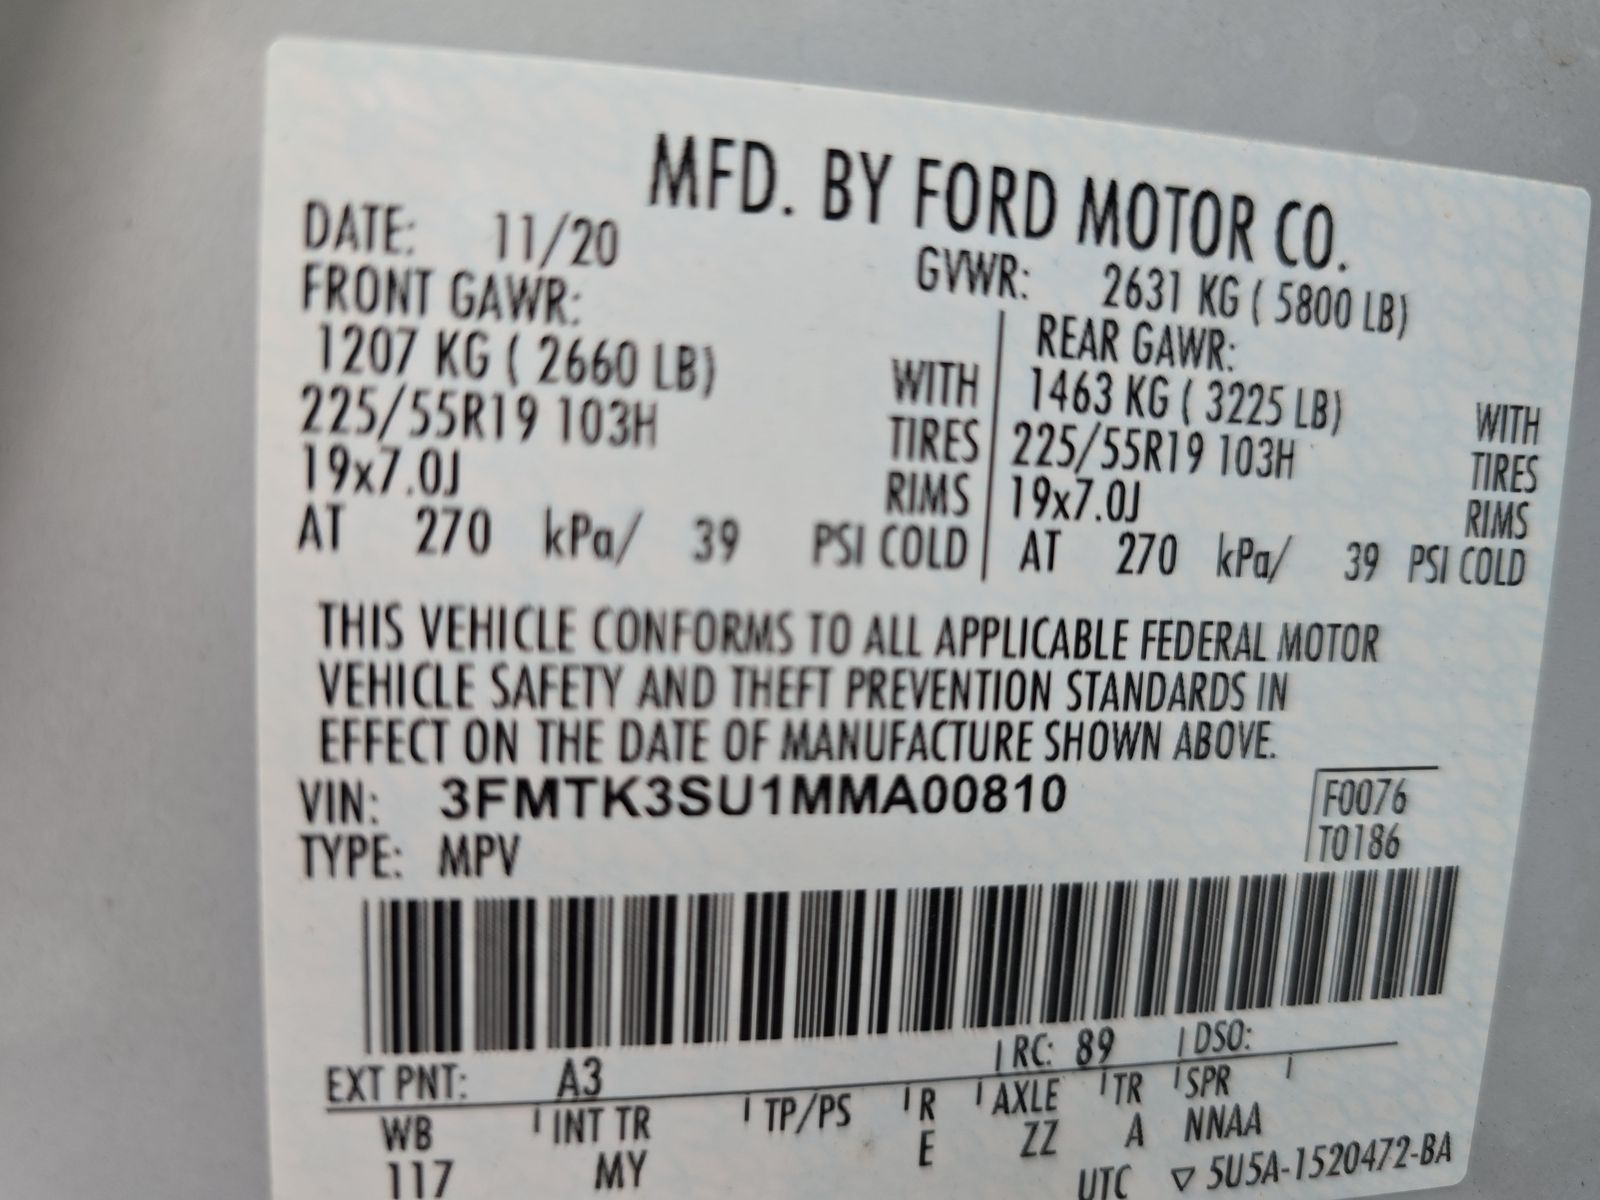 MFD. BY FORD MOTOR CO.
DATE: 11/20
GVWR: 2631 KG ( 5800 LB)
FRONT GAWR:
1207 KG ( 2660 LB) WITH
225/55R19 103H TIRES
19x7.0J RIMS
AT 270 kPa/ 39 PSI COLD
REAR GAWR:
1463 KG ( 3225 LB) WITH
225/55R19 103H TIRES
19x7.0J RIMS
AT 270 kPa/ 39 PSI COLD
THIS VEHICLE CONFORMS TO ALL APPLICABLE FEDERAL MOTOR
VEHICLE SAFETY AND THEFT PREVENTION STANDARDS IN
EFFECT ON THE DATE OF MANUFACTURE SHOWN ABOVE.
VIN: 3FMTK3SU1MMA00810
TYPE: MPV
F0076
T0186
EXT PNT: A3 RC: 89 DSO:
WB INT TR TP/PS R AXLE TR SPR
117 MY E ZZ A NNAA
UTC ▽ 5U5A-1520472-BA